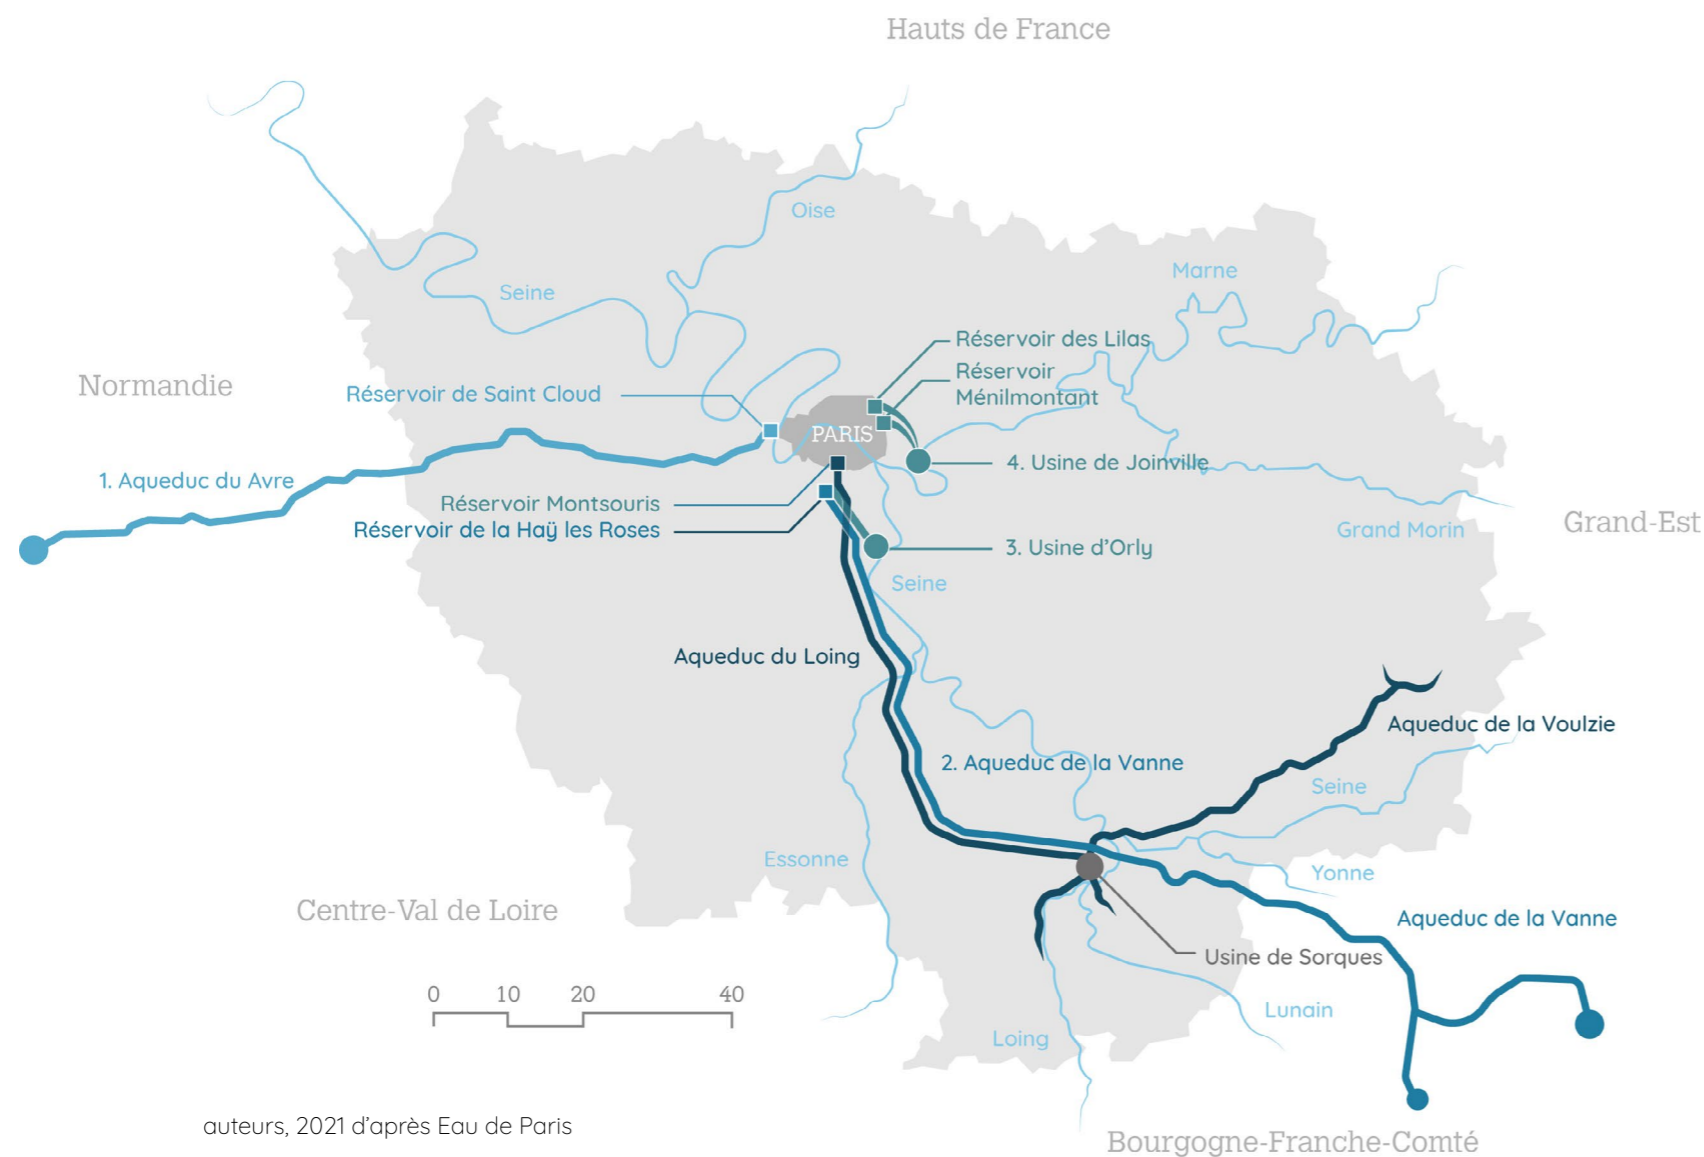 Hauts de France
Oise
Marne
Seine
Réservoir des Lilas
Réservoir
Ménilmontant
Normandie
Réservoir de Saint Cloud
PARIS
4. Usine de Joinville
1. Aqueduc du Avre
Réservoir Montsouris
Réservoir de la Haÿ les Roses
Grand Morin
Grand-Est
3. Usine d'Orly
Seine
Aqueduc du Loing
Aqueduc de la Voulzie
2. Aqueduc de la Vanne
Seine
Essonne
Yonne
Centre-Val de Loire
Aqueduc de la Vanne
Usine de Sorques
0 10 20 40
Lunain
Loing
auteurs, 2021 d'après Eau de Paris
Bourgogne-Franche-Comté